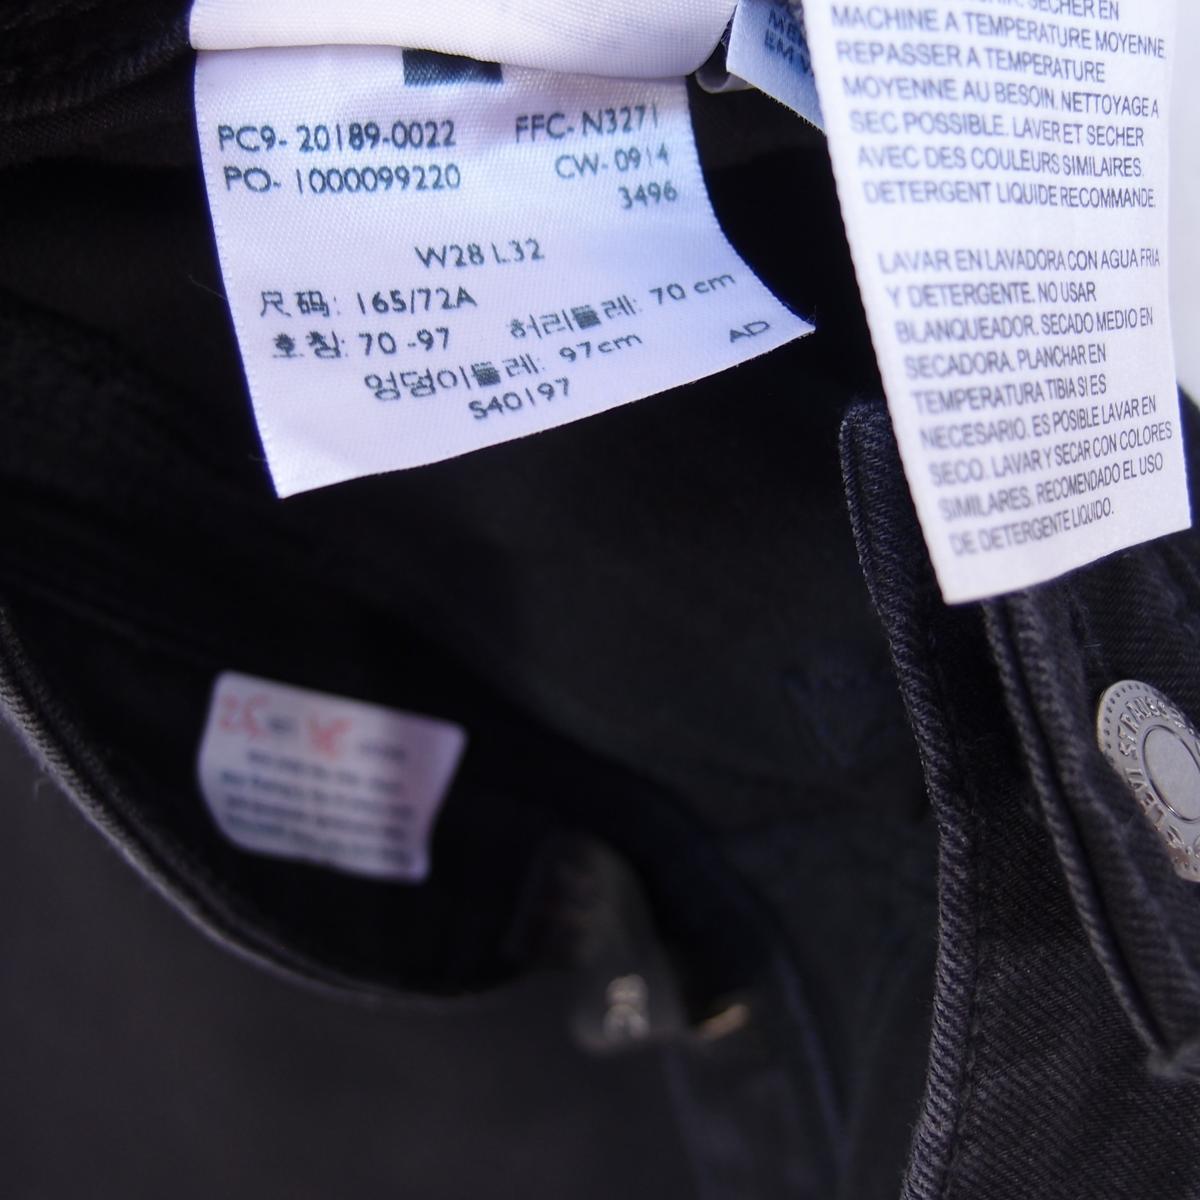 PC9- 20189-0022 FFC- N3271
PO- 1000099220 CW- 0914
3496
W28 L32
尺码: 165/72A
호칭: 70 -97 허리둘레: 70 cm
엉덩이둘레: 97cm AD
S40197
SECHER EN
MACHINE A TEMPERATURE MOYENNE.
REPASSER A TEMPERATURE
MOYENNE AU BESOIN. NETTOYAGE A
SEC POSSIBLE. LAVER ET SECHER
AVEC DES COULEURS SIMILAIRES.
DETERGENT LIQUIDE RECOMMANDE.
LAVAR EN LAVADORA CON AGUA FRIA
Y DETERGENTE. NO USAR
BLANQUEADOR. SECADO MEDIO EN
SECADORA. PLANCHAR EN
TEMPERATURA TIBIA SI ES
NECESARIO. ES POSIBLE LAVAR EN
SECO. LAVAR Y SECAR CON COLORES
SIMILARES. RECOMENDADO EL USO
DE DETERGENTE LIQUIDO.
LEVI STRAUSS